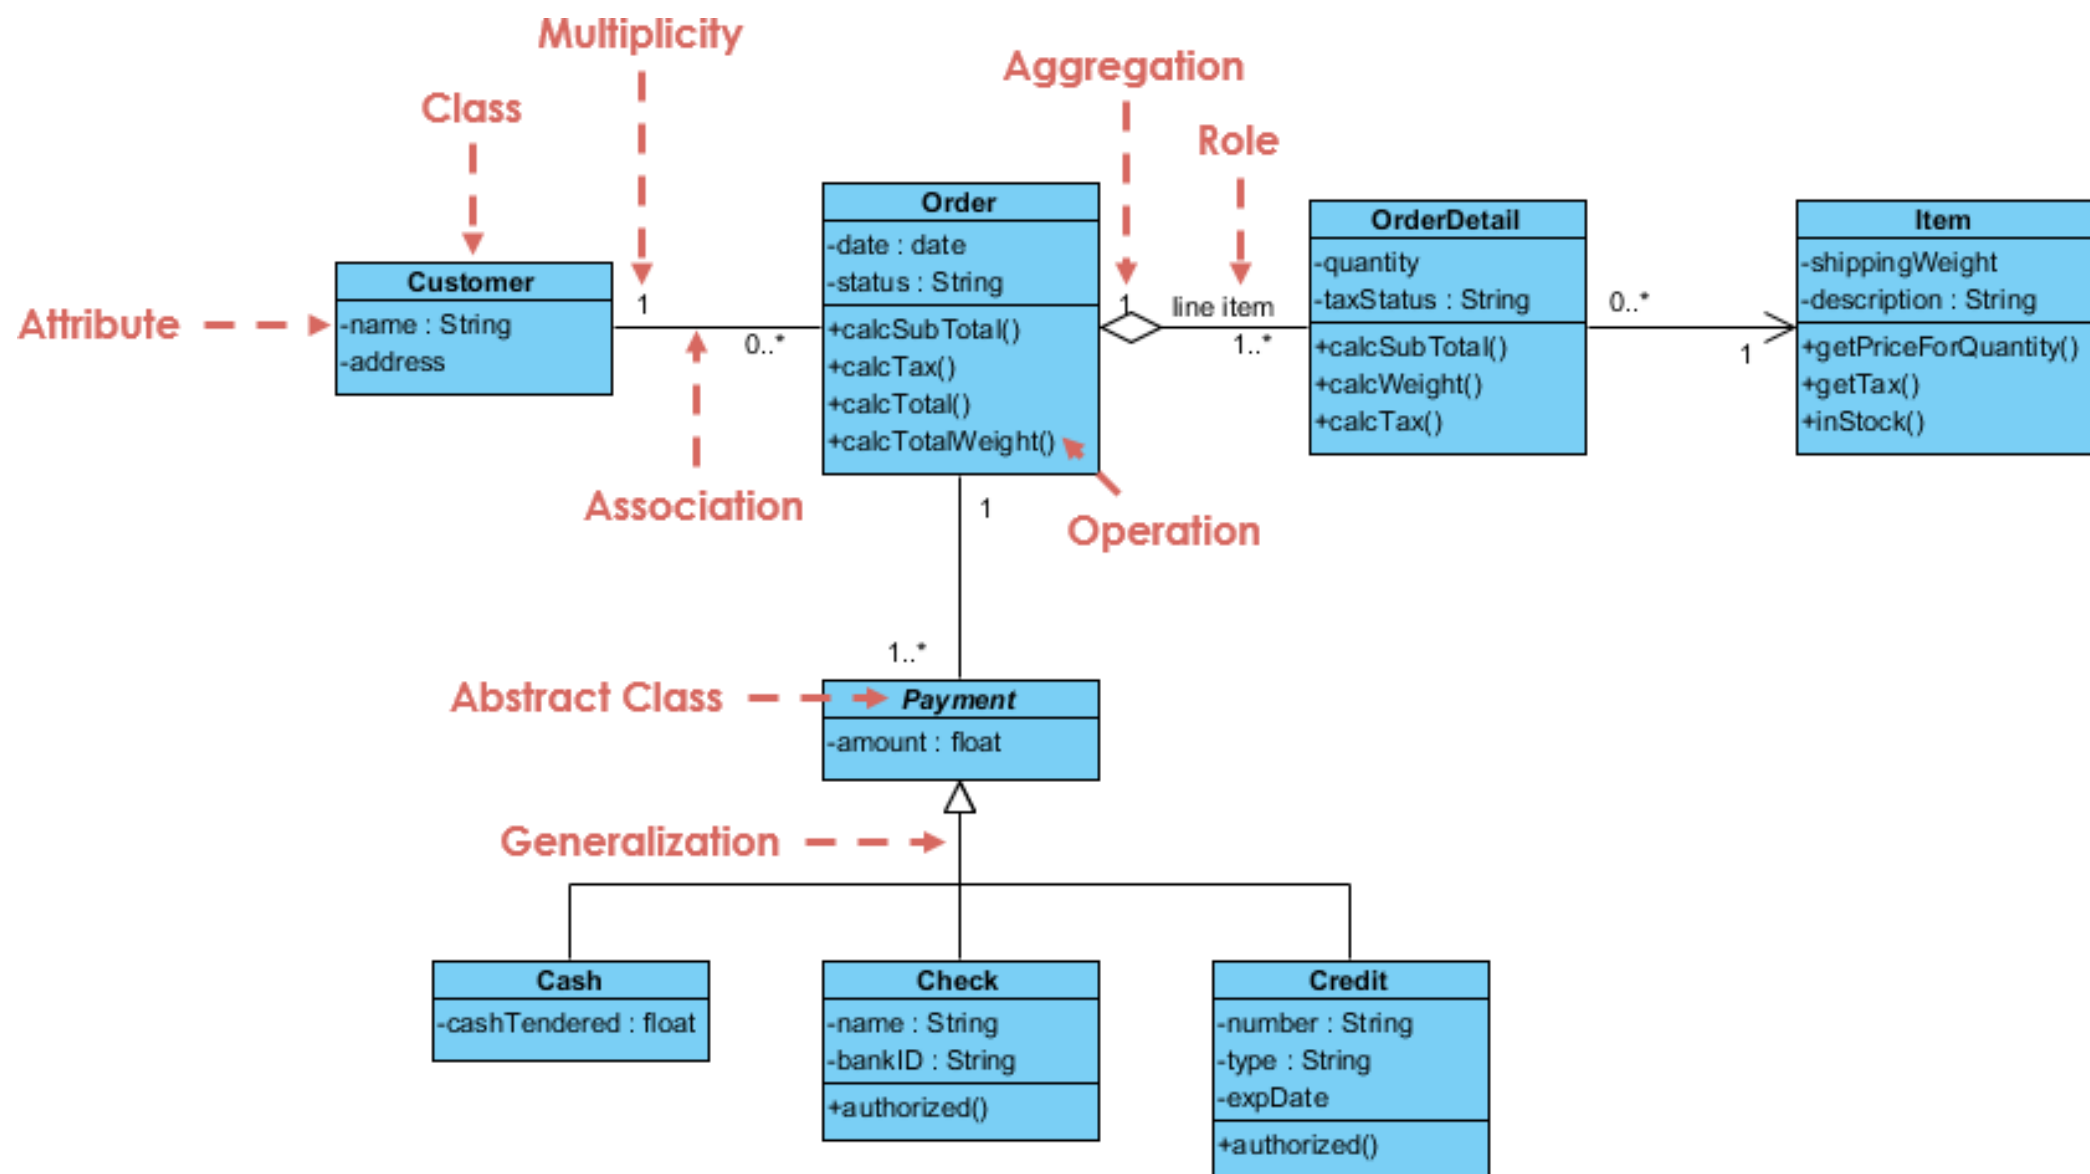 Multiplicity
Aggregation
Class
Role
Order
-date : date
-status : String
+calcSubTotal()
+calcTax()
+calcTotal()
+calcTotalWeight()
OrderDetail
-quantity
-taxStatus : String
+calcSubTotal()
+calcWeight()
+calcTax()
Item
-shippingWeight
-description : String
+getPriceForQuantity()
+getTax()
+inStock()
Customer
-name : String
-address
Attribute
1
0..*
1
line item
1..*
0..*
1
Association
Operation
1
1..*
Abstract Class
Payment
-amount : float
Generalization
Cash
-cashTendered : float
Check
-name : String
-bankID : String
+authorized()
Credit
-number : String
-type : String
-expDate
+authorized()